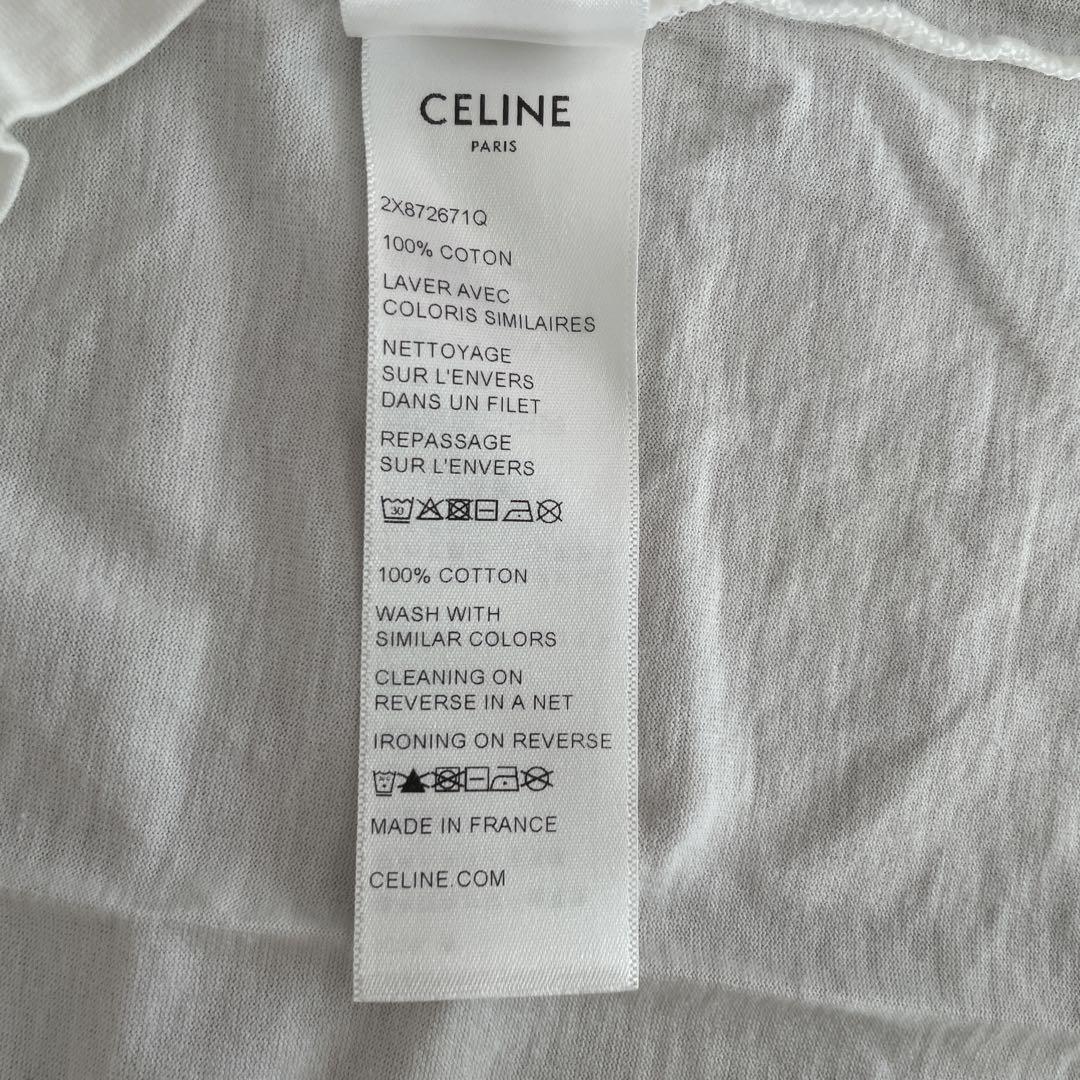 CELINE
PARIS
2X872671Q
100% COTON
LAVER AVEC
COLORIS SIMILAIRES
NETTOYAGE
SUR L'ENVERS
DANS UN FILET
REPASSAGE
SUR L'ENVERS
30
100% COTTON
WASH WITH
SIMILAR COLORS
CLEANING ON
REVERSE IN A NET
IRONING ON REVERSE
MADE IN FRANCE
CELINE.COM